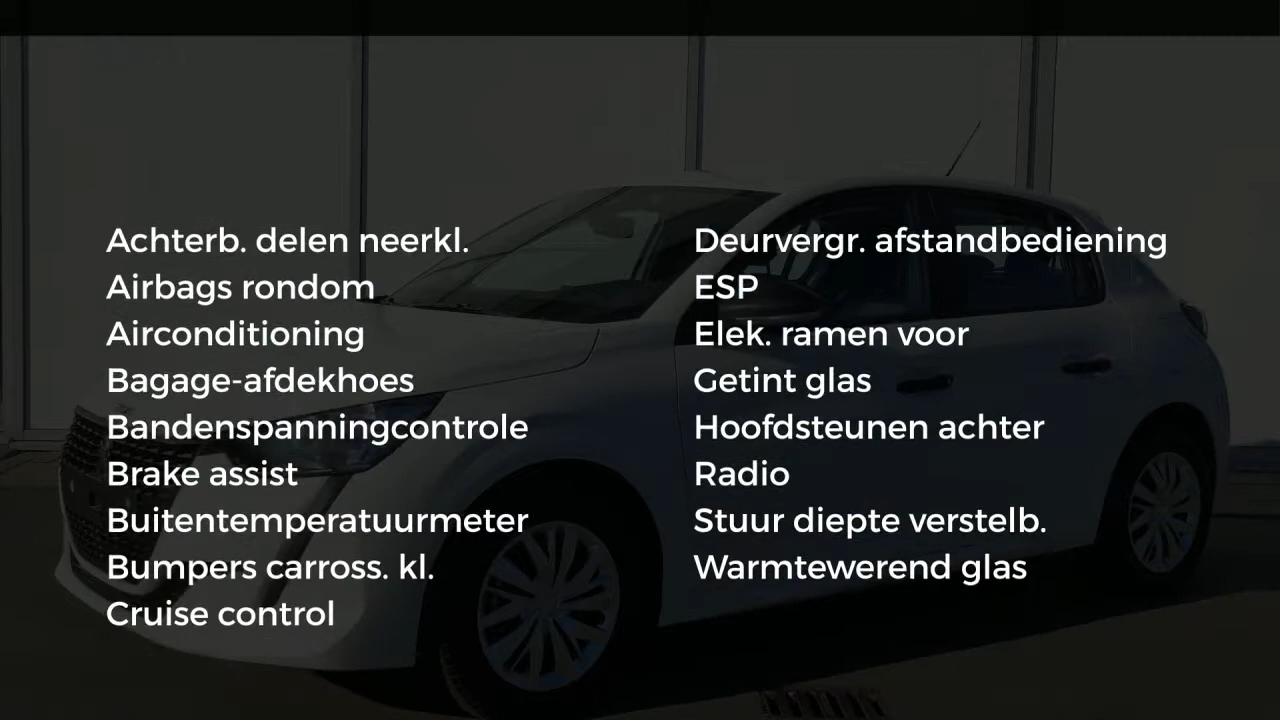 Achterb. delen neerkl.
Airbags rondom
Airconditioning
Bagage-afdekhoes
Bandenspanningcontrole
Brake assist
Buitentemperatuurmeter
Bumpers carross. kl.
Cruise control
Deurvergr. afstandbediening
ESP
Elek. ramen voor
Getint glas
Hoofdsteunen achter
Radio
Stuur diepte verstelb.
Warmtewerend glas